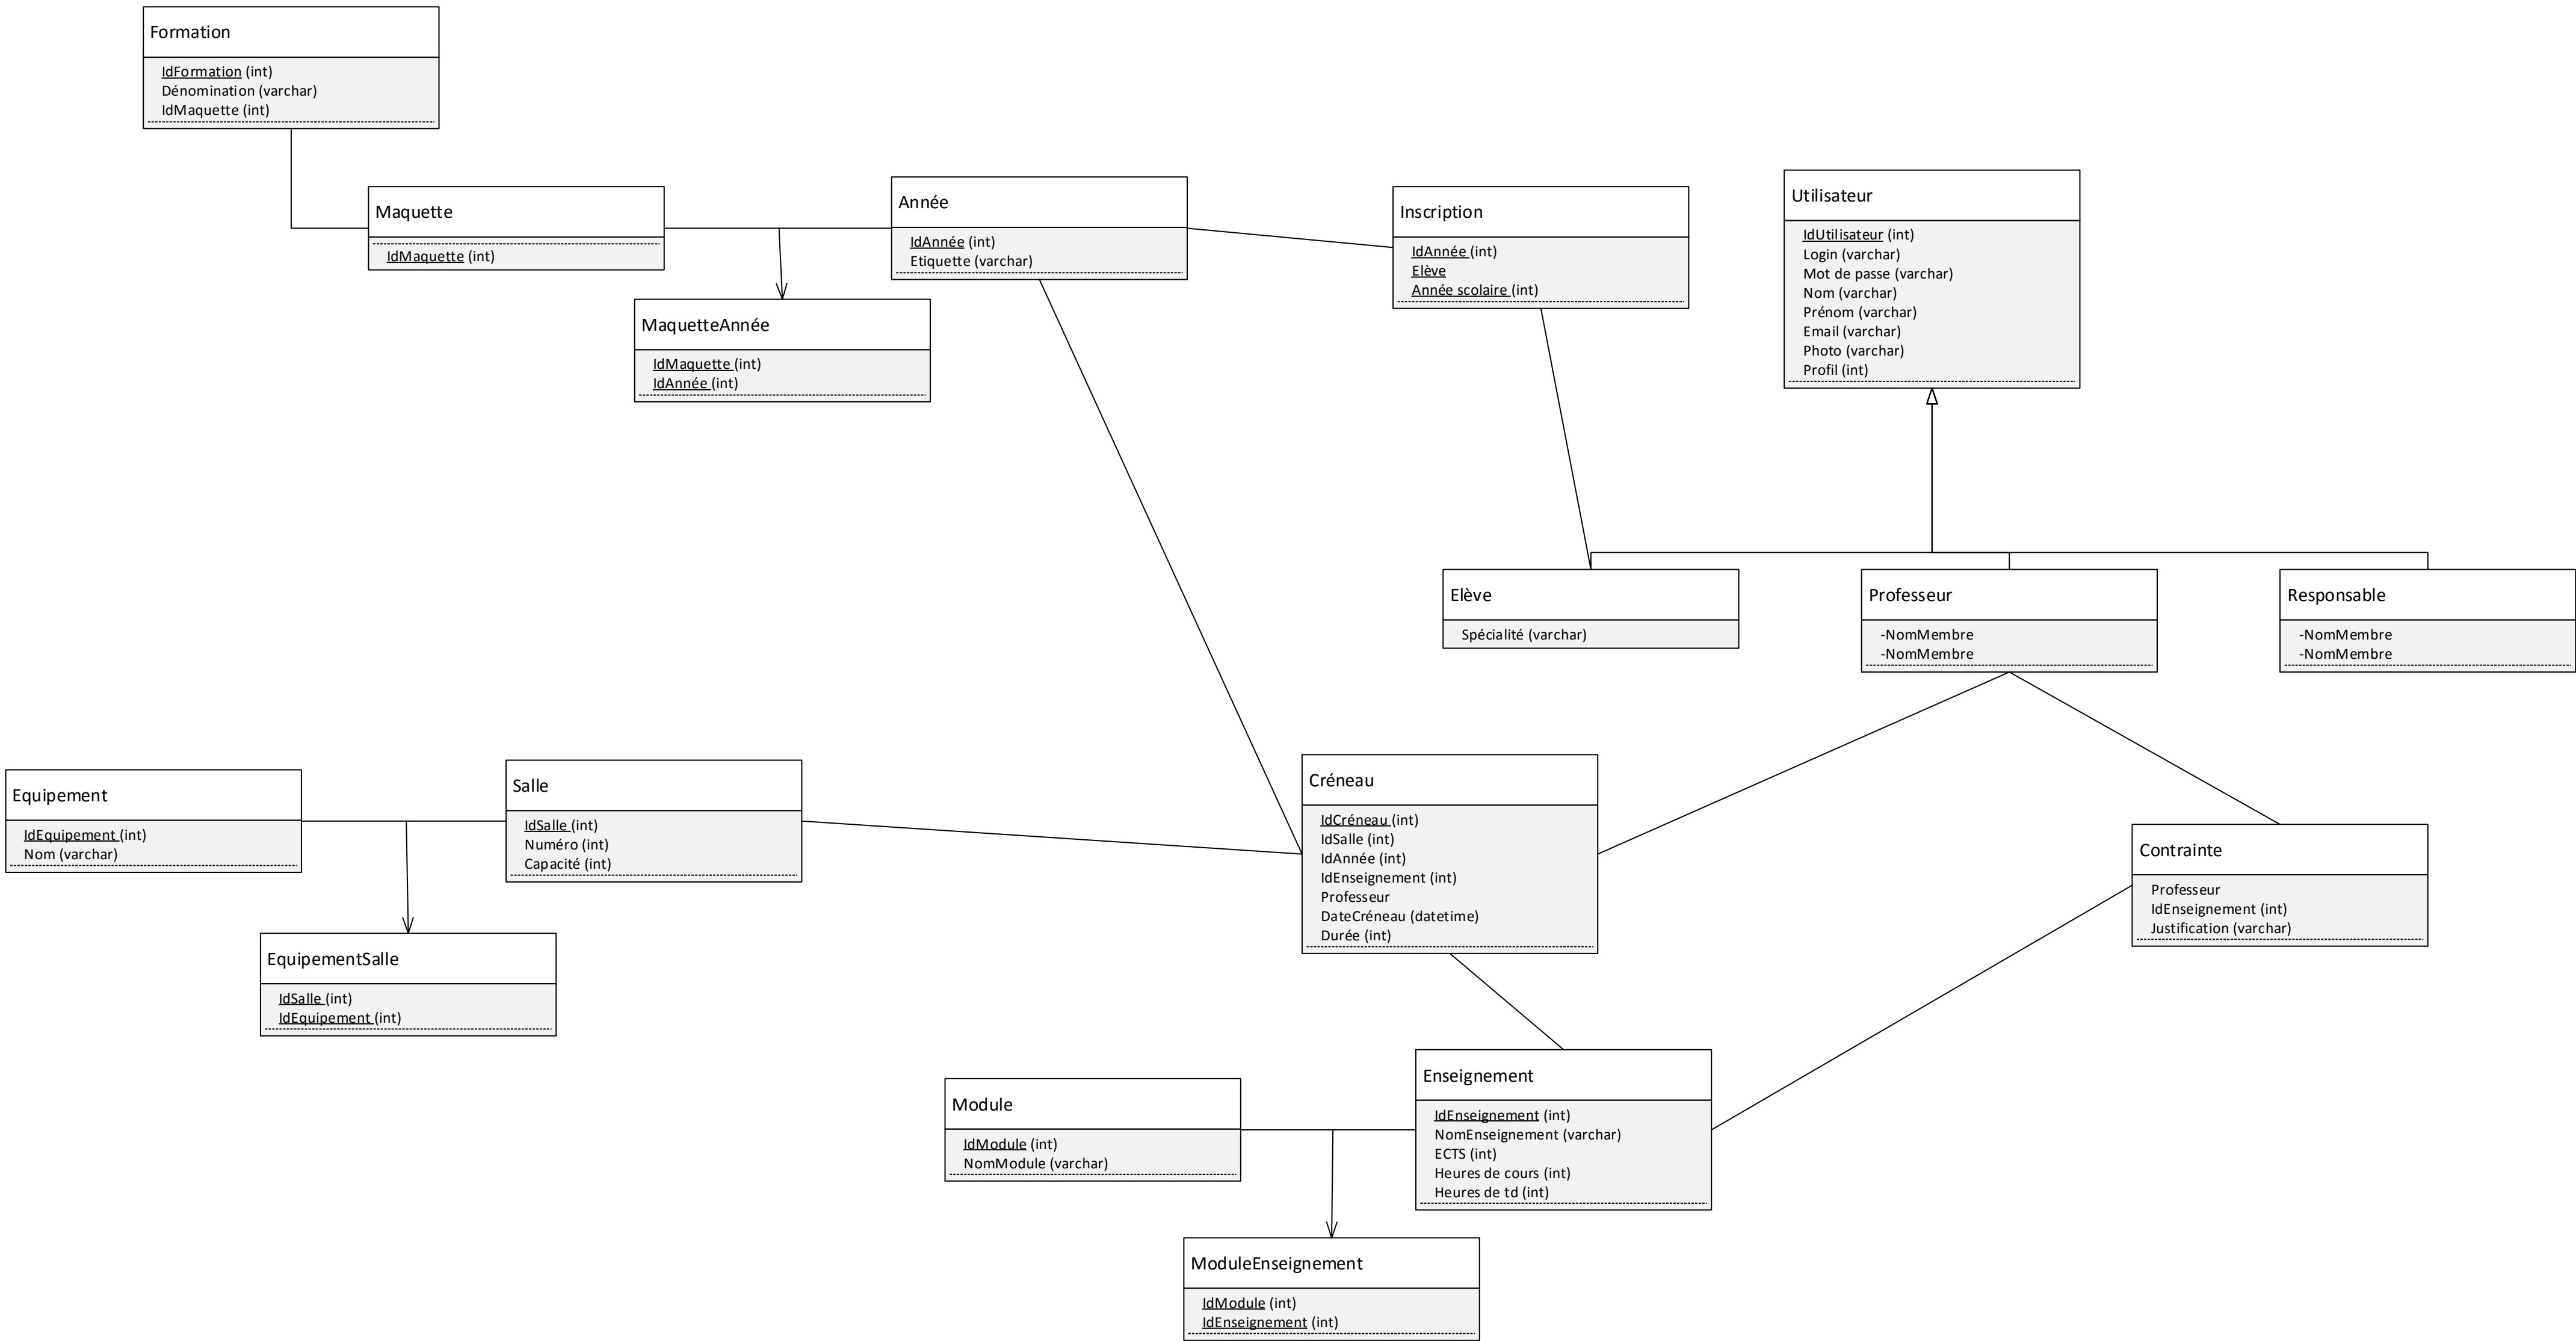 Formation
IdFormation (int)
Dénomination (varchar)
IdMaquette (int)
Maquette
IdMaquette (int)
Année
IdAnnée (int)
Etiquette (varchar)
MaquetteAnnée
IdMaquette (int)
IdAnnée (int)
Inscription
IdAnnée (int)
Elève
Année scolaire (int)
Utilisateur
IdUtilisateur (int)
Login (varchar)
Mot de passe (varchar)
Nom (varchar)
Prénom (varchar)
Email (varchar)
Photo (varchar)
Profil (int)
Elève
Spécialité (varchar)
Professeur
-NomMembre
-NomMembre
Responsable
-NomMembre
-NomMembre
Equipement
IdEquipement (int)
Nom (varchar)
Salle
IdSalle (int)
Numéro (int)
Capacité (int)
EquipementSalle
IdSalle (int)
IdEquipement (int)
Créneau
IdCréneau (int)
IdSalle (int)
IdAnnée (int)
IdEnseignement (int)
Professeur
DateCréneau (datetime)
Durée (int)
Contrainte
Professeur
IdEnseignement (int)
Justification (varchar)
Module
IdModule (int)
NomModule (varchar)
Enseignement
IdEnseignement (int)
NomEnseignement (varchar)
ECTS (int)
Heures de cours (int)
Heures de td (int)
ModuleEnseignement
IdModule (int)
IdEnseignement (int)